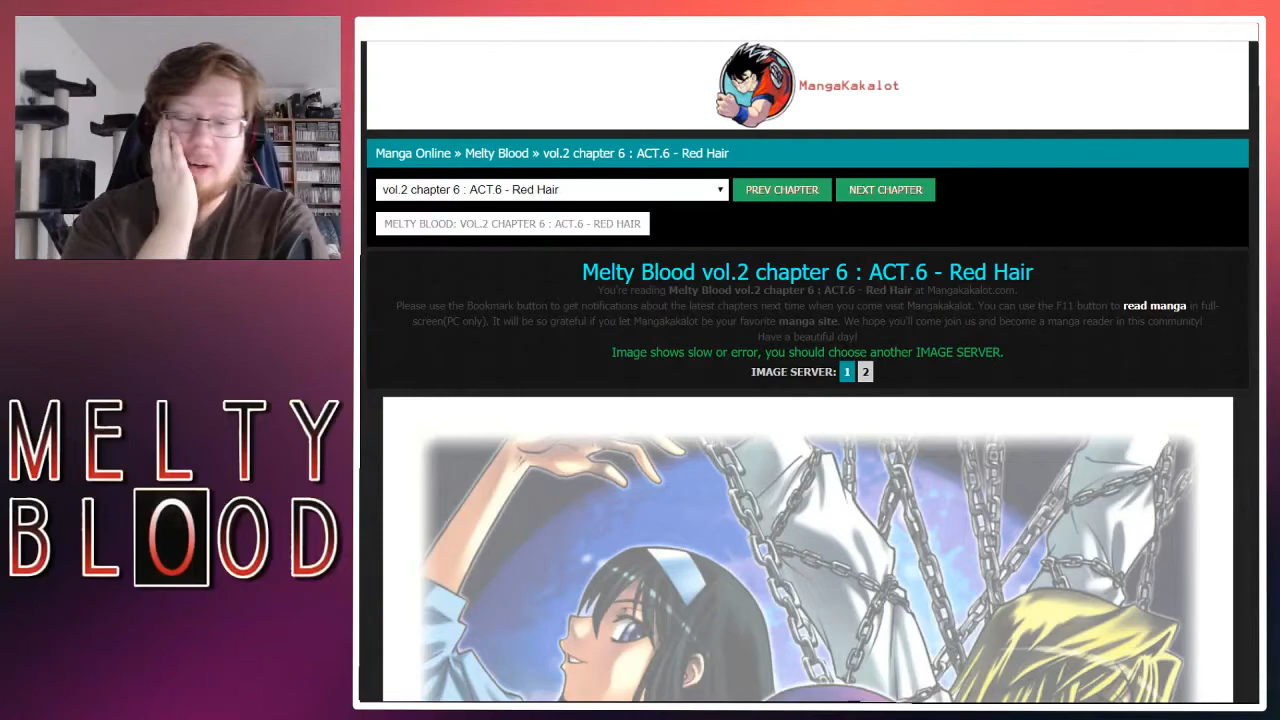 MangaKakalot
Manga Online » Melty Blood » vol.2 chapter 6 : ACT.6 - Red Hair
vol.2 chapter 6 : ACT.6 - Red Hair
PREV CHAPTER
NEXT CHAPTER
MELTY BLOOD: VOL.2 CHAPTER 6 : ACT.6 - RED HAIR
Melty Blood vol.2 chapter 6 : ACT.6 - Red Hair
You're reading Melty Blood vol.2 chapter 6 : ACT.6 - Red Hair at Mangakakalot.com.
Please use the Bookmark button to get notifications about the latest chapters next time when you come visit Mangakakalot. You can use the F11 button to read manga in full-
screen(PC only). It will be so grateful if you let Mangakakalot be your favorite manga site. We hope you'll come join us and become a manga reader in this community!
Have a beautiful day!
Image shows slow or error, you should choose another IMAGE SERVER.
IMAGE SERVER: 1 2
MELTY
BLOOD